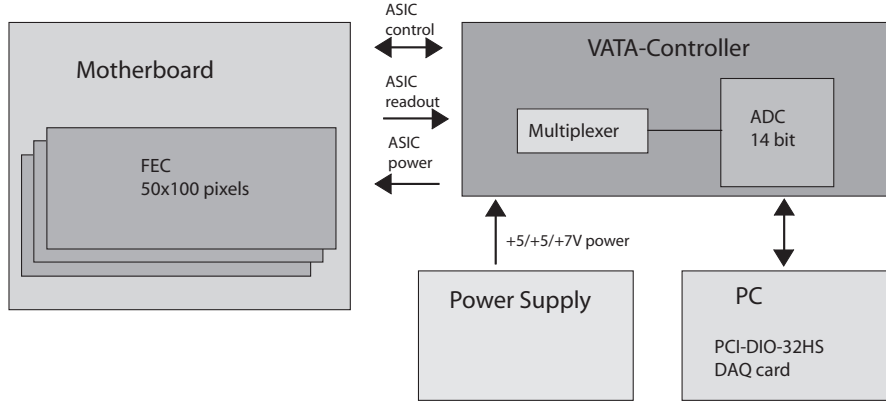 Motherboard
FEC
50x100 pixels
ASIC
control
ASIC
readout
ASIC
power
VATA-Controller
Multiplexer
ADC
14 bit
+5/+5/+7V power
Power Supply
PC
PCI-DIO-32HS
DAQ card